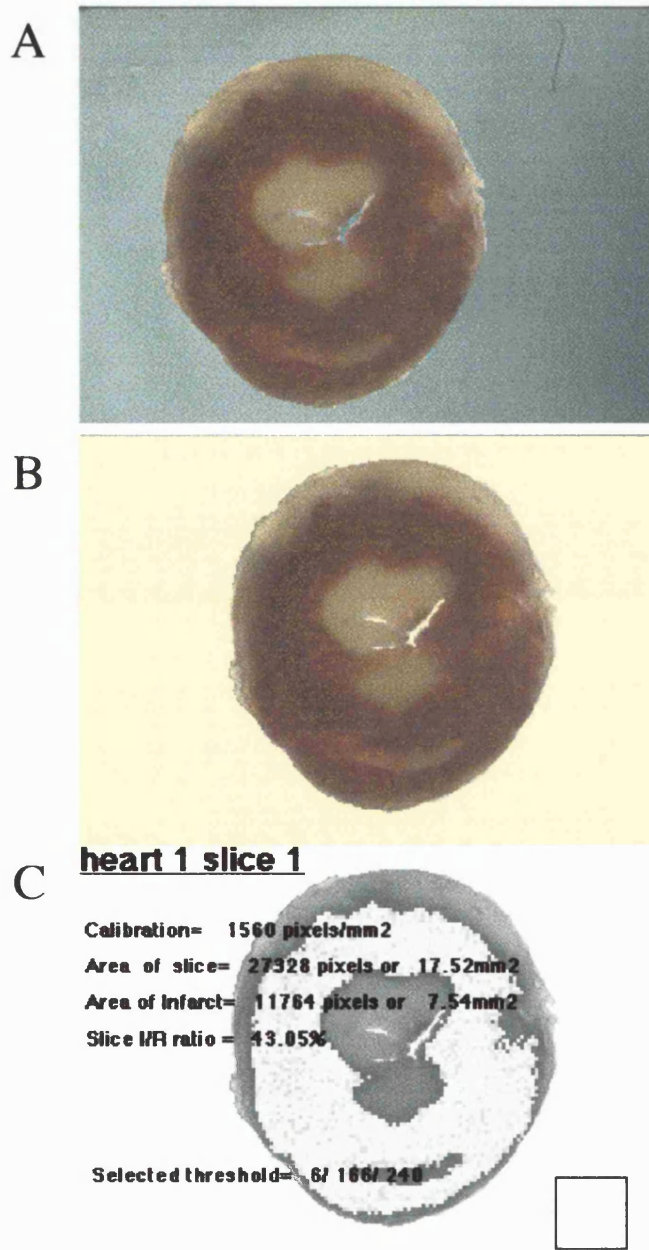 A
B
C
heart 1 slice 1
Calibration= 1560 pixels/mm2
Area of slice= 27328 pixels or 17.52mm2
Area of Infarct= 11764 pixels or 7.54mm2
Slice I/R ratio = 43.05%
Selected threshold= 6/ 166/ 240